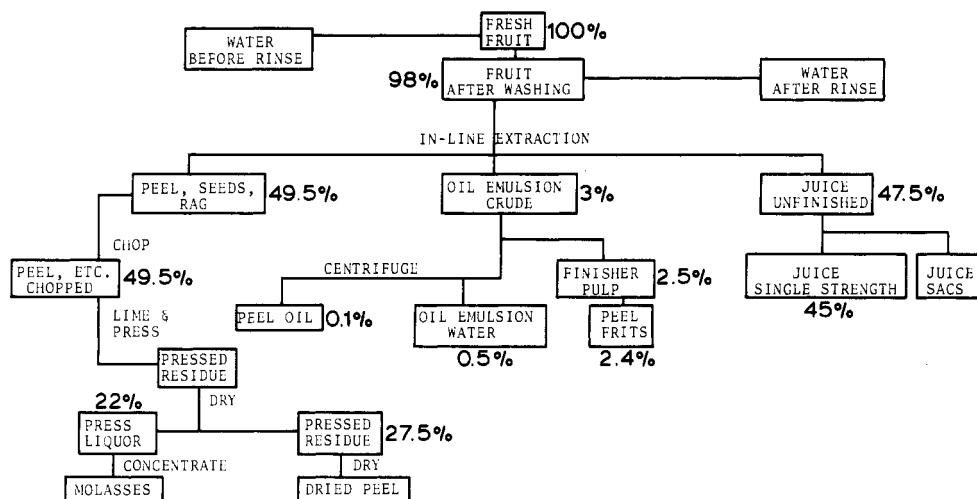 FRESH
FRUIT
100%
WATER
BEFORE RINSE
98%
FRUIT
AFTER WASHING
WATER
AFTER RINSE
IN-LINE EXTRACTION
PEEL, SEEDS,
RAG
49.5%
OIL EMULSION
CRUDE
3%
JUICE
UNFINISHED
47.5%
CHOP
PEEL, ETC.
CHOPPED
49.5%
CENTRIFUGE
FINISHER
PULP
2.5%
JUICE
SINGLE STRENGTH
45%
JUICE
SACS
LIME &
PRESS
PEEL OIL
0.1%
OIL EMULSION
WATER
0.5%
PEEL
FRITS
2.4%
PRESSED
RESIDUE
DRY
22%
PRESS
LIQUOR
PRESSED
RESIDUE
27.5%
CONCENTRATE
DRY
MOLASSES
DRIED PEEL